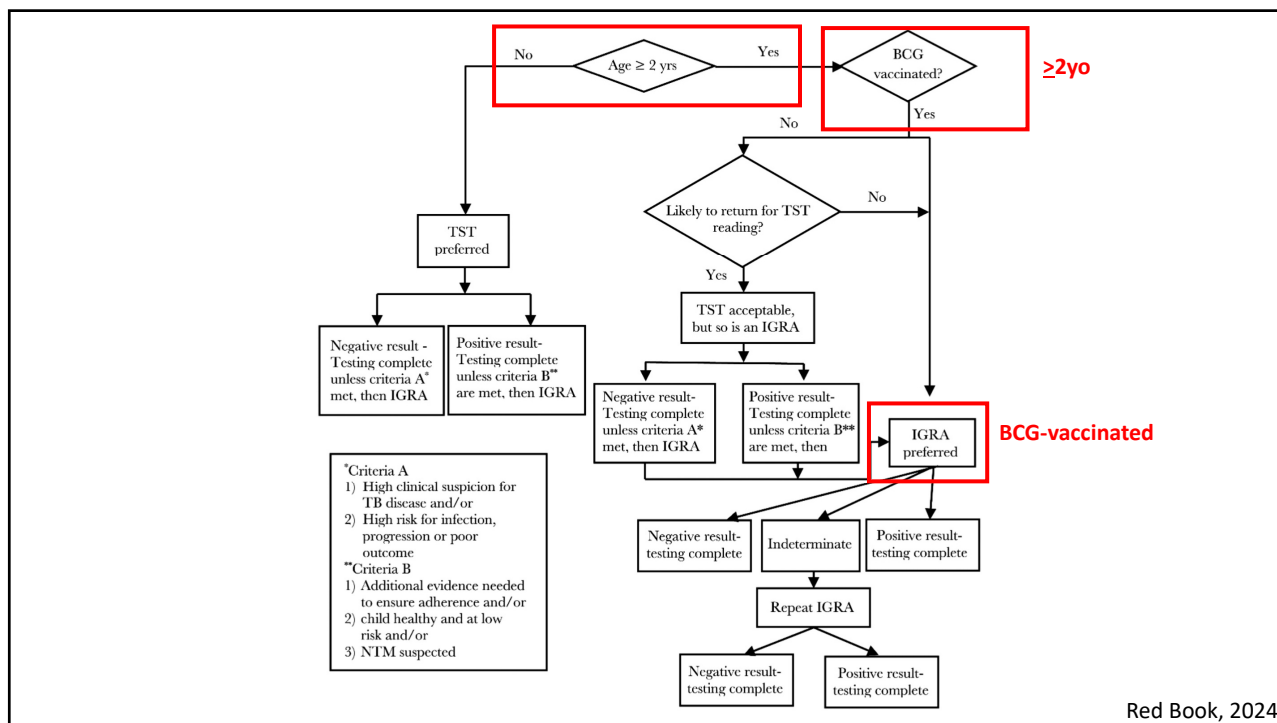 No
Age ≥ 2 yrs
Yes
BCG
vaccinated?
≥2yo
Yes
No
Likely to return for TST
reading?
No
TST
preferred
Yes
TST acceptable,
but so is an IGRA
Negative result -
Testing complete
unless criteria A*
met, then IGRA
Positive result-
Testing complete
unless criteria B**
are met, then IGRA
Negative result-
Testing complete
unless criteria A*
met, then IGRA
Positive result-
Testing complete
unless criteria B**
are met, then
IGRA
preferred
BCG-vaccinated
*Criteria A
1) High clinical suspicion for
TB disease and/or
2) High risk for infection,
progression or poor
outcome
**Criteria B
1) Additional evidence needed
to ensure adherence and/or
2) child healthy and at low
risk and/or
3) NTM suspected
Negative result-
testing complete
Indeterminate
Positive result-
testing complete
Repeat IGRA
Negative result-
testing complete
Positive result-
testing complete
Red Book, 2024